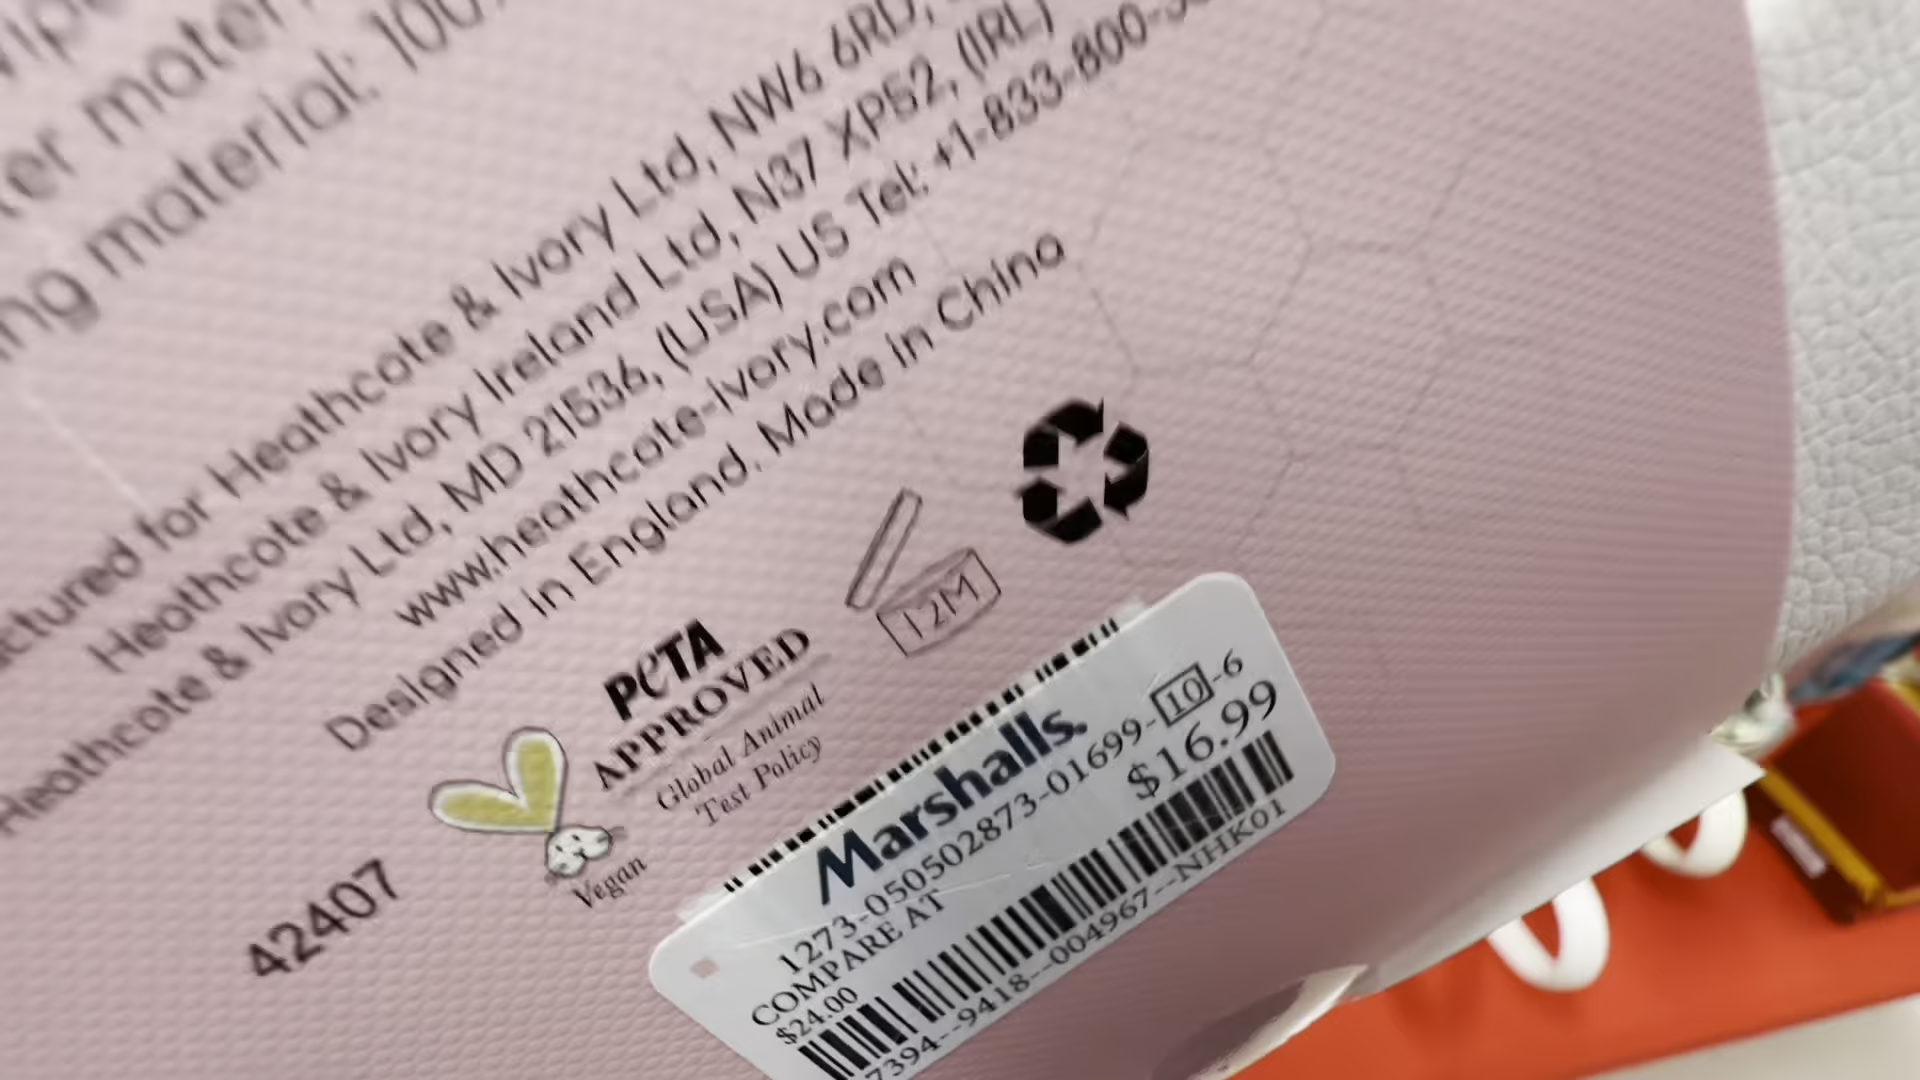 ter mater
ng material: 100
ctured for Heathcote & Ivory Ltd, NW6 6RD,
Heathcote & Ivory Ireland Ltd, N37 XP52, (IRL)
Heathcote & Ivory Ltd, MD 21536, (USA) US Tel: +1-833-800-
www.heathcote-ivory.com
Designed in England. Made in China
12M
PETA
APPROVED
Global Animal
Test Policy
Vegan
42407
Marshalls.
1273-050502873-01699-10-6
COMPARE AT
$24.00
$16.99
7394--9418--004967--NHK01